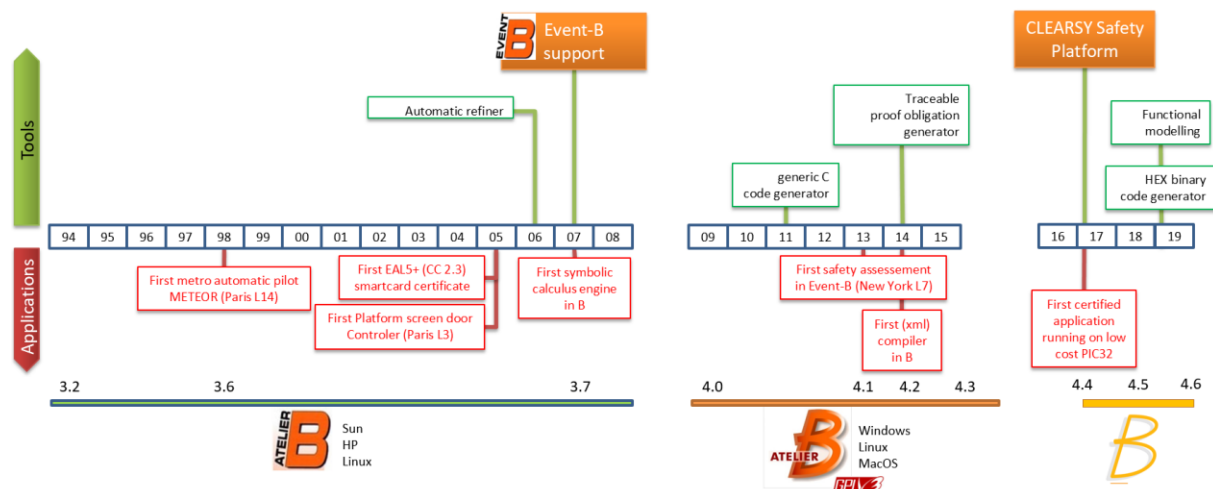 EVENT
B
Event-B
support
CLEARSY Safety
Platform
Tools
Automatic refiner
Traceable
proof obligation
generator
Functional
modelling
generic C
code generator
HEX binary
code generator
94 95 96 97 98 99 00 01 02 03 04 05 06 07 08
09 10 11 12 13 14 15
16 17 18 19
Applications
First metro automatic pilot
METEOR (Paris L14)
First EAL5+ (CC 2.3)
smartcard certificate
First Platform screen door
Controler (Paris L3)
First symbolic
calculus engine
in B
First safety assessement
in Event-B (New York L7)
First (xml)
compiler
in B
First certified
application
running on low
cost PIC32
3.2 3.6 3.7
4.0 4.1 4.2 4.3
4.4 4.5 4.6
ATELIER
B
Sun
HP
Linux
ATELIER
B
GPLv3
Windows
Linux
MacOS
B